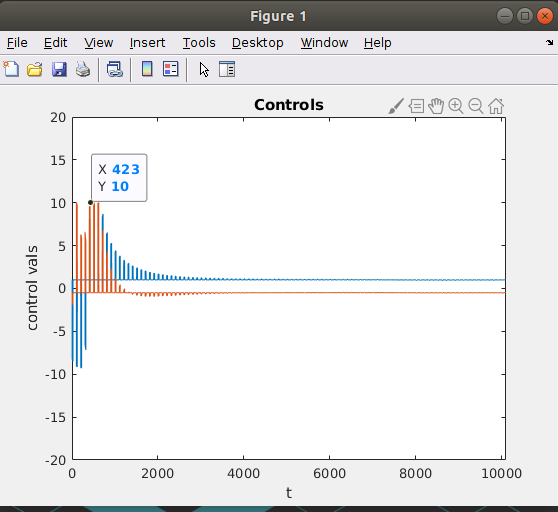 Figure 1
File Edit View Insert Tools Desktop Window Help
Controls
20
15
10
5
0
-5
-10
-15
-20
control vals
X 423
Y 10
0 2000 4000 6000 8000 10000
t